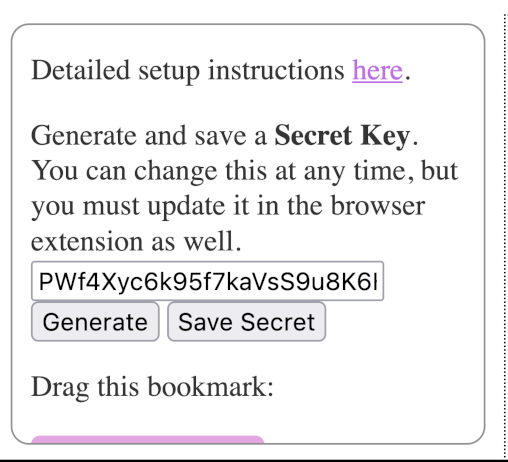 Detailed setup instructions here.
Generate and save a Secret Key.
You can change this at any time, but
you must update it in the browser
extension as well.
PWf4Xyc6k95f7kaVsS9u8K6I
Generate Save Secret
Drag this bookmark: